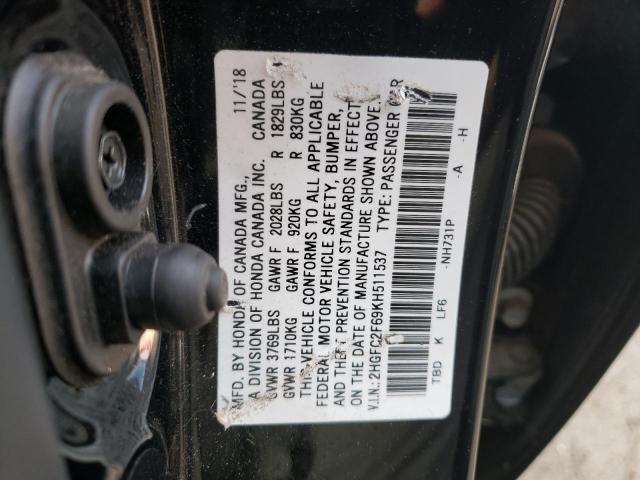 MFD. BY HONDA OF CANADA MFG., 11/'18
A DIVISION OF HONDA CANADA INC. CANADA
GVWR 3769LBS GAWR F 2028LBS R 1829LBS
GVWR 1710KG GAWR F 920KG R 830KG
THIS VEHICLE CONFORMS TO ALL APPLICABLE
FEDERAL MOTOR VEHICLE SAFETY, BUMPER,
AND THEFT PREVENTION STANDARDS IN EFFECT
ON THE DATE OF MANUFACTURE SHOWN ABOVE.
V.I.N.: 2HGFC2F69KH511537 TYPE: PASSENGER CAR
TBD K LF6 -NH731P -A -H